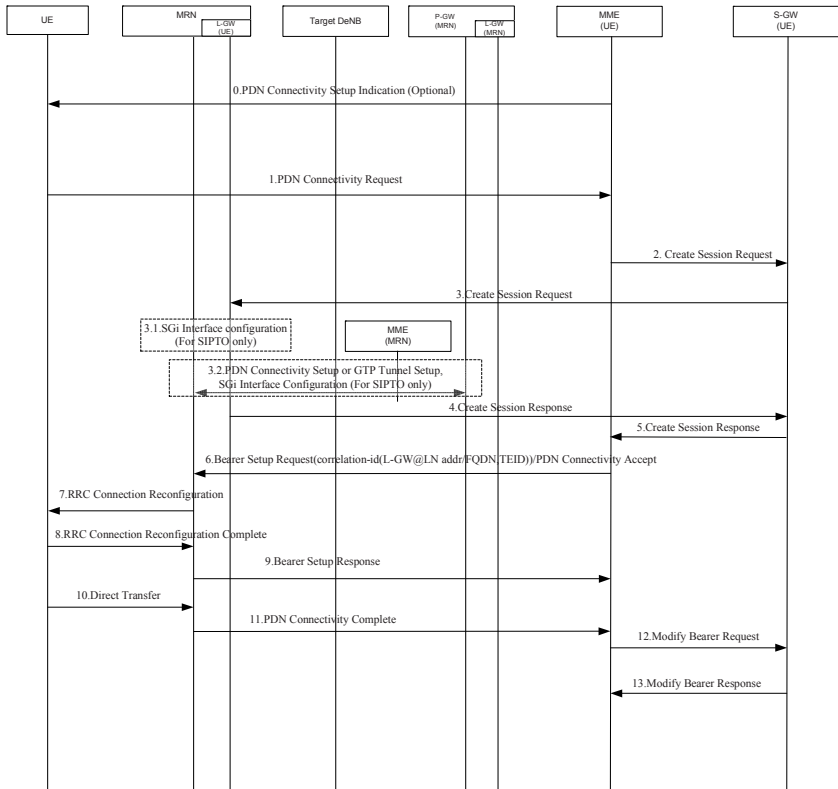 UE
MRN
L-GW
(UE)
Target DeNB
P-GW
(MRN)
L-GW
(MRN)
MME
(UE)
S-GW
(UE)
0.PDN Connectivity Setup Indication (Optional)
1.PDN Connectivity Request
2. Create Session Request
3.Create Session Request
3.1.SGi Interface configuration
(For SIPTO only)
MME
(MRN)
3.2.PDN Connectivity Setup or GTP Tunnel Setup,
SGi Interface Configuration (For SIPTO only)
4.Create Session Response
5.Create Session Response
6.Bearer Setup Request(correlation-id(L-GW@LN addr/FQDN,TEID))/PDN Connectivity Accept
7.RRC Connection Reconfiguration
8.RRC Connection Reconfiguration Complete
9.Bearer Setup Response
10.Direct Transfer
11.PDN Connectivity Complete
12.Modify Bearer Request
13.Modify Bearer Response